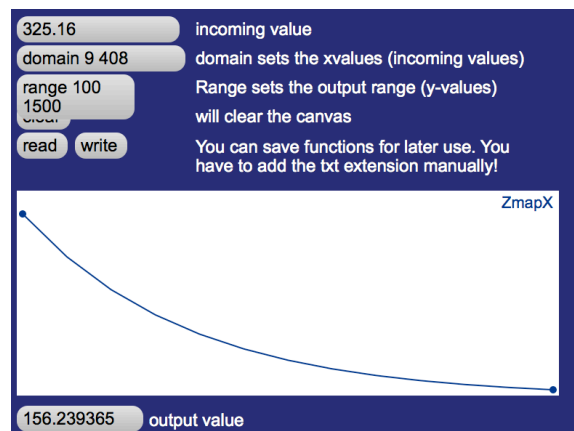 325.16 incoming value
domain 9 408 domain sets the xvalues (incoming values)
range 100 Range sets the output range (y-values)
1500
clear will clear the canvas
read write You can save functions for later use. You
have to add the txt extension manually!
ZmapX
156.239365 output value